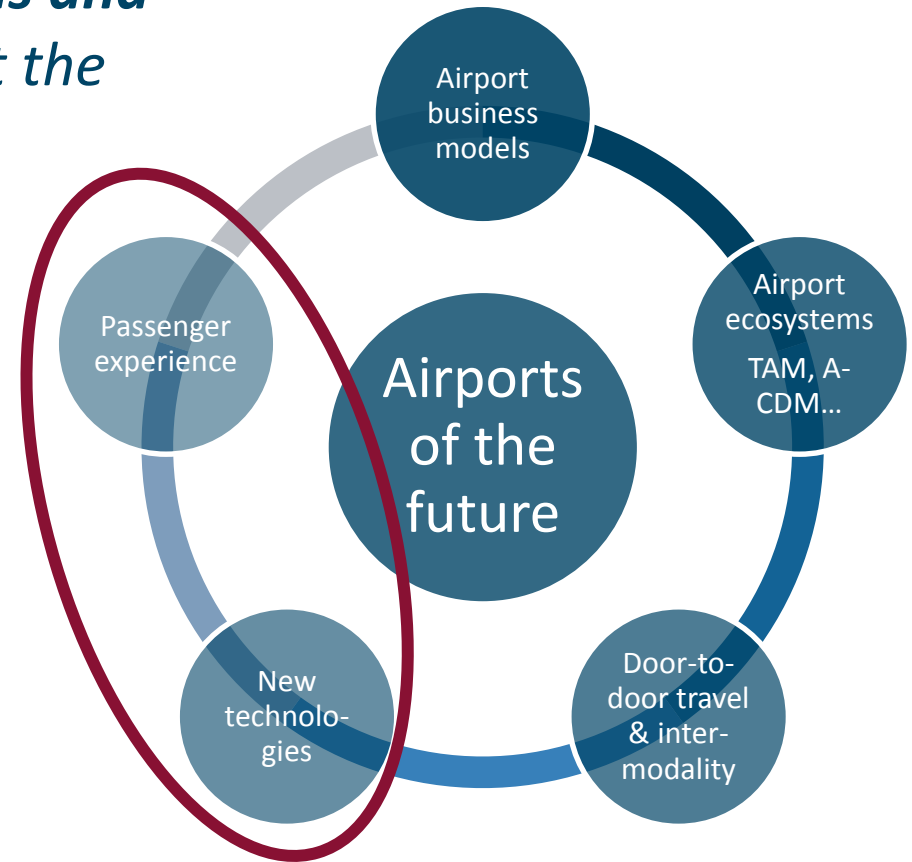 and
t the
Airport
business
models
Airport
ecosystems
TAM, A-
CDM...
Door-to-
door travel
& inter-
modality
New
technolo-
gies
Passenger
experience
Airports
of the
future